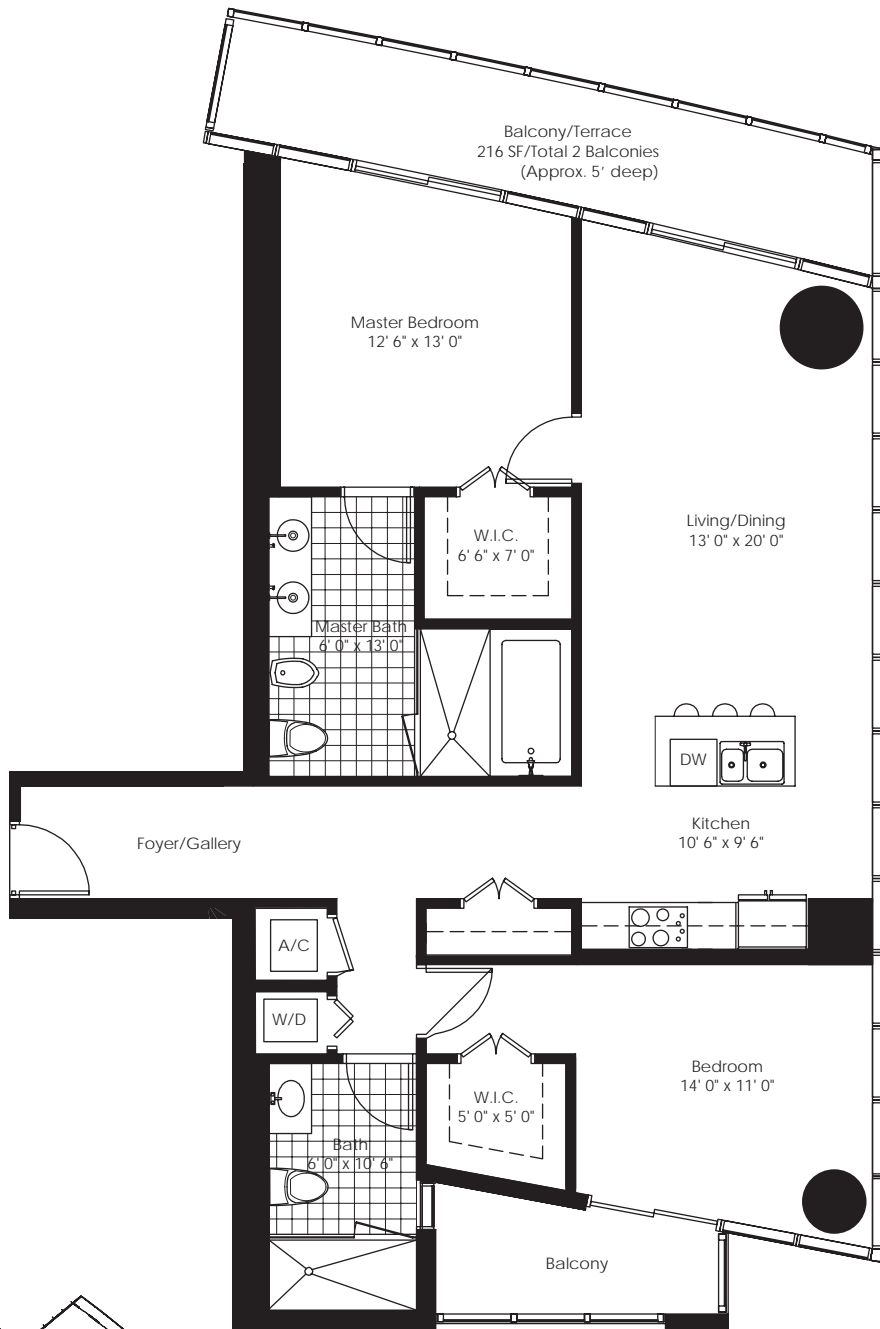 Balcony/Terrace
216 SF/Total 2 Balconies
(Approx. 5' deep)
Master Bedroom
12' 6" x 13' 0"
W.I.C.
6' 6" x 7' 0"
Living/Dining
13' 0" x 20' 0"
Master Bath
6' 0" x 13' 0"
DW
Kitchen
10' 6" x 9' 6"
Foyer/Gallery
A/C
W/D
Bedroom
14' 0" x 11' 0"
W.I.C.
5' 0" x 5' 0"
Bath
6' 0" x 10' 6"
Balcony